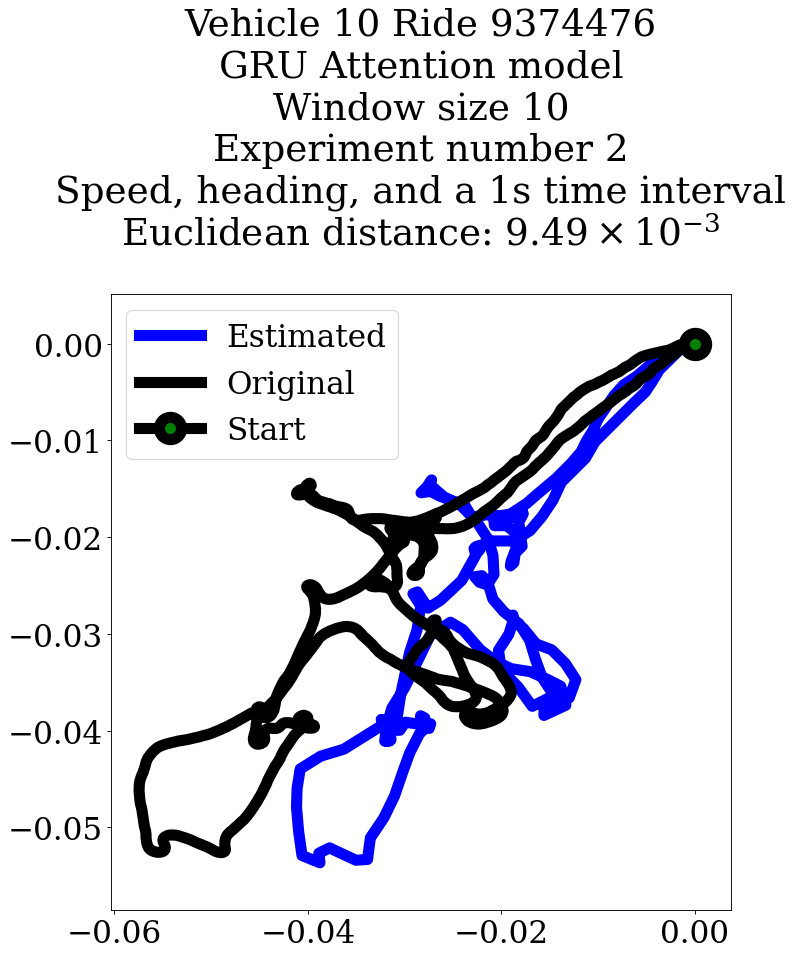 Vehicle 10 Ride 9374476
GRU Attention model
Window size 10
Experiment number 2
Speed, heading, and a 1s time interval
Euclidean distance: 9.49 × 10⁻³
Estimated
Original
Start
0.00
−0.01
−0.02
−0.03
−0.04
−0.05
−0.06
−0.04
−0.02
0.00